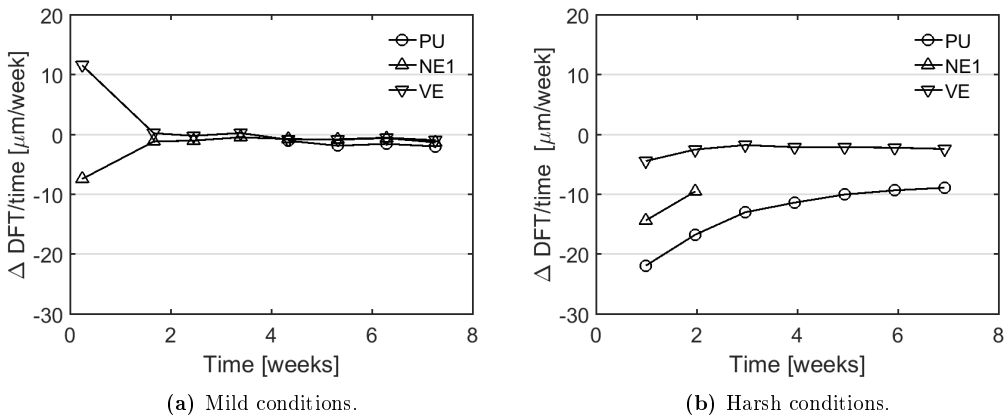 20
10
0
-10
-20
-30
Δ DFT/time [μm/week]
0 2 4 6 8
Time [weeks]
PU
NE1
VE
(a) Mild conditions.
20
10
0
-10
-20
-30
Δ DFT/time [μm/week]
0 2 4 6 8
Time [weeks]
PU
NE1
VE
(b) Harsh conditions.